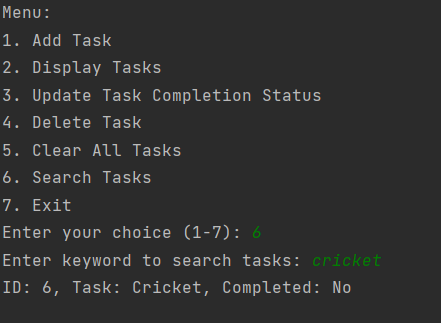 Menu:
1. Add Task
2. Display Tasks
3. Update Task Completion Status
4. Delete Task
5. Clear All Tasks
6. Search Tasks
7. Exit
Enter your choice (1-7): 6
Enter keyword to search tasks: cricket
ID: 6, Task: Cricket, Completed: No